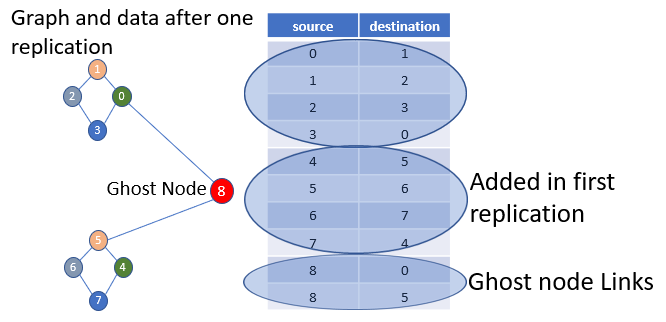 Graph and data after one
replication
1
2
0
3
Ghost Node
8
5
6
4
7
source destination
0 1
1 2
2 3
3 0
4 5
5 6
6 7
7 4
8 0
8 5
Added in first
replication
Ghost node Links